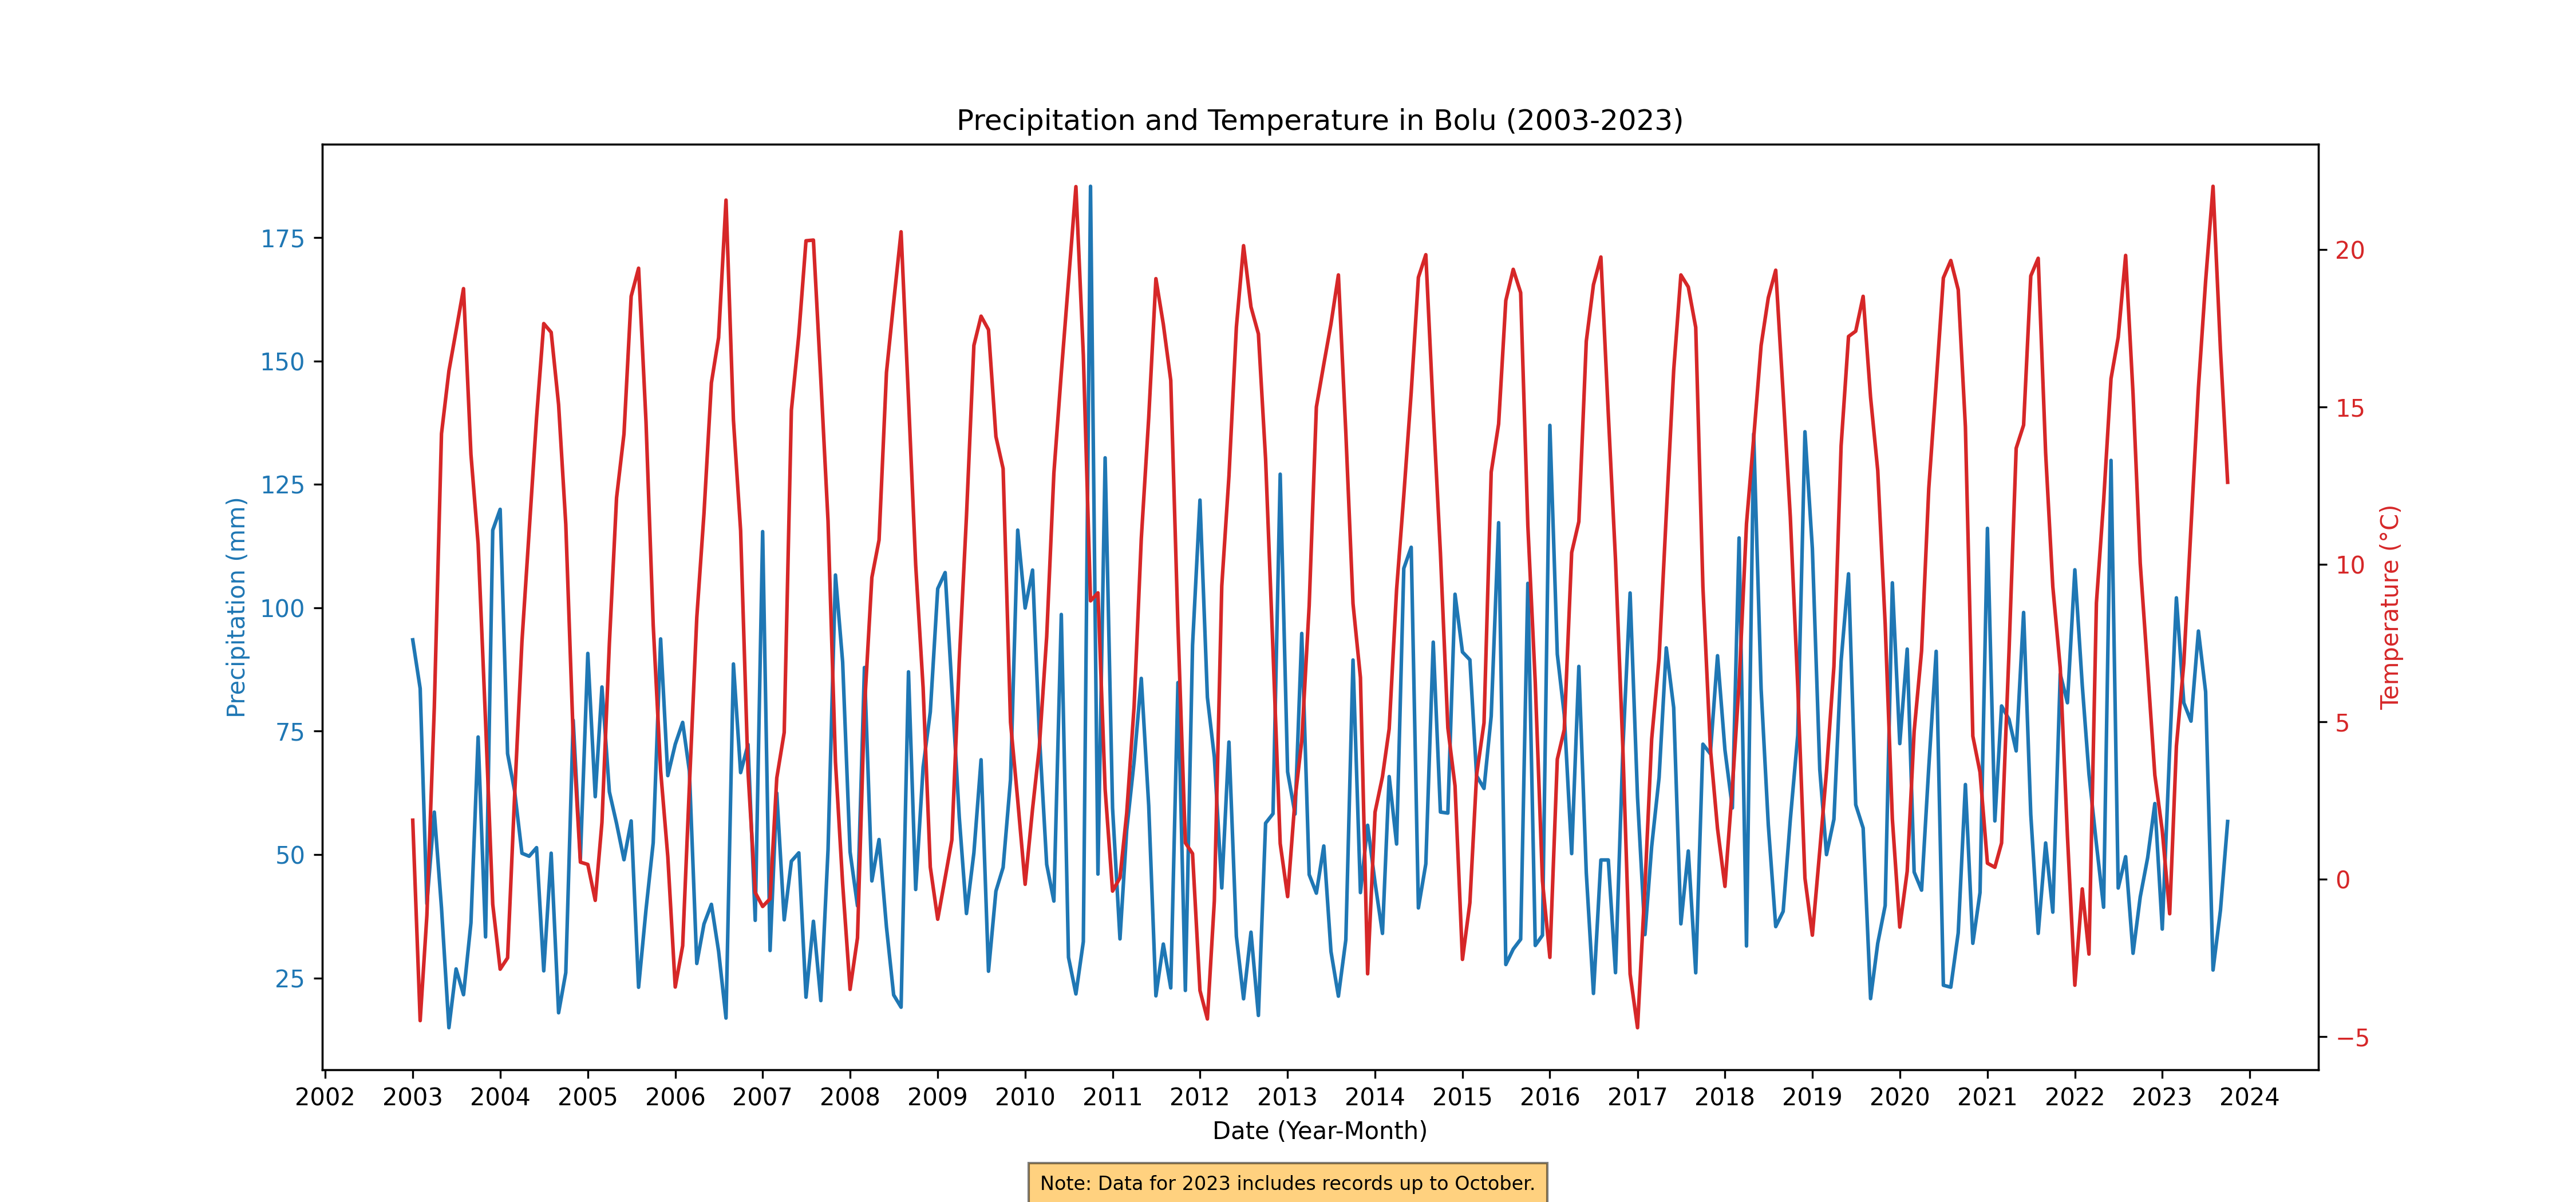 Precipitation and Temperature in Bolu (2003-2023)
Precipitation (mm)
175
150
125
100
75
50
25
20
15
10
5
0
−5
Temperature (°C)
2002 2003 2004 2005 2006 2007 2008 2009 2010 2011 2012 2013 2014 2015 2016 2017 2018 2019 2020 2021 2022 2023 2024
Date (Year-Month)
Note: Data for 2023 includes records up to October.